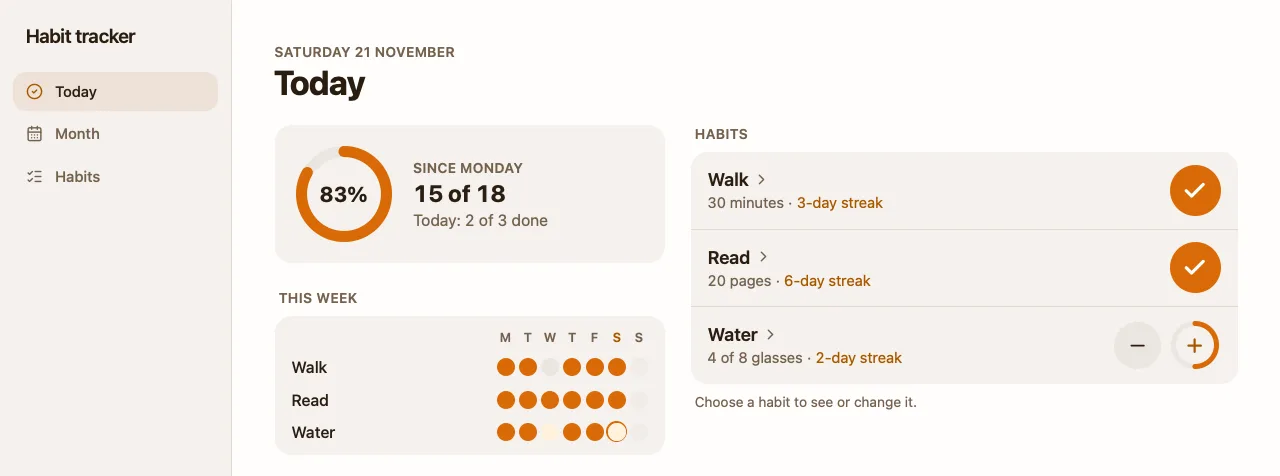 Habit tracker
Today
Month
Habits
SATURDAY 21 NOVEMBER
Today
83%
SINCE MONDAY
15 of 18
Today: 2 of 3 done
THIS WEEK
M T W T F S S
Walk
Read
Water
HABITS
Walk
30 minutes · 3-day streak
Read
20 pages · 6-day streak
Water
4 of 8 glasses · 2-day streak
Choose a habit to see or change it.